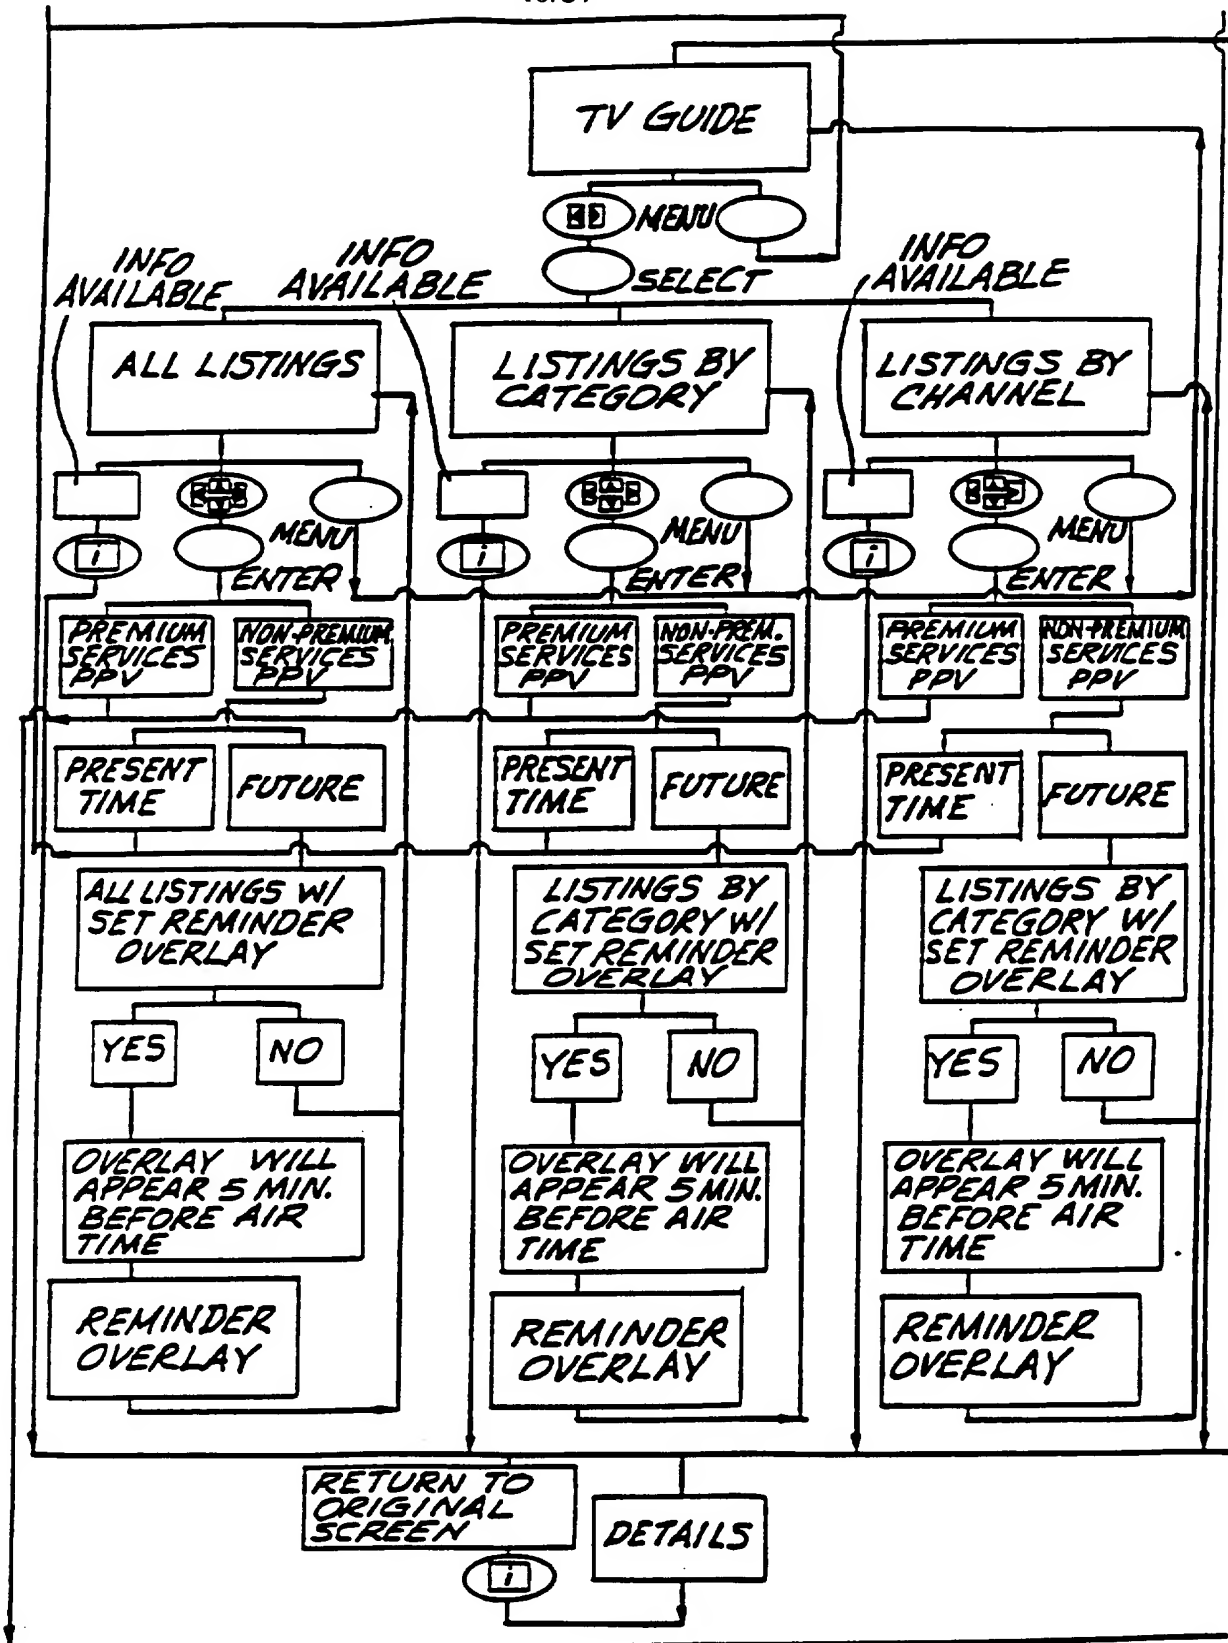 TV GUIDE
MENU
SELECT
INFO
AVAILABLE
INFO
AVAILABLE
INFO
AVAILABLE
ALL LISTINGS
LISTINGS BY
CATEGORY
LISTINGS BY
CHANNEL
i
MENU
ENTER
i
MENU
ENTER
i
MENU
ENTER
PREMIUM
SERVICES
PPV
NON-PREMIUM.
SERVICES
PPV
PREMIUM
SERVICES
PPV
NON-PREM.
SERVICES
PPV
PREMIUM
SERVICES
PPV
NON-PREMIUM
SERVICES
PPV
PRESENT
TIME
FUTURE
PRESENT
TIME
FUTURE
PRESENT
TIME
FUTURE
ALL LISTINGS W/
SET REMINDER
OVERLAY
LISTINGS BY
CATEGORY W/
SET REMINDER
OVERLAY
LISTINGS BY
CATEGORY W/
SET REMINDER
OVERLAY
YES
NO
YES
NO
YES
NO
OVERLAY WILL
APPEAR 5 MIN.
BEFORE AIR
TIME
OVERLAY WILL
APPEAR 5 MIN.
BEFORE AIR
TIME
OVERLAY WILL
APPEAR 5 MIN.
BEFORE AIR
TIME
REMINDER
OVERLAY
REMINDER
OVERLAY
REMINDER
OVERLAY
RETURN TO
ORIGINAL
SCREEN
i
DETAILS